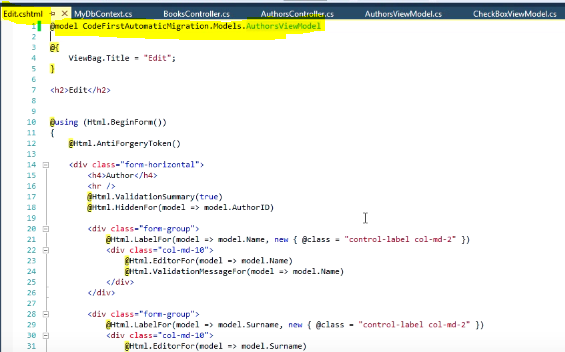 Edit.cshtml MyDbContext.cs BooksController.cs AuthorsController.cs AuthorsViewModel.cs CheckBoxViewModel.cs
1 @model CodeFirstAutomaticMigration.Models.AuthorsViewModel
2
3 @{
4 ViewBag.Title = "Edit";
5 }
6
7 <h2>Edit</h2>
8
9
10 @using (Html.BeginForm())
11 {
12 @Html.AntiForgeryToken()
13
14 <div class="form-horizontal">
15 <h4>Author</h4>
16 <hr />
17 @Html.ValidationSummary(true)
18 @Html.HiddenFor(model => model.AuthorID)
19
20 <div class="form-group">
21 @Html.LabelFor(model => model.Name, new { @class = "control-label col-md-2" })
22 <div class="col-md-10">
23 @Html.EditorFor(model => model.Name)
24 @Html.ValidationMessageFor(model => model.Name)
25 </div>
26 </div>
27
28 <div class="form-group">
29 @Html.LabelFor(model => model.Surname, new { @class = "control-label col-md-2" })
30 <div class="col-md-10">
31 @Html.EditorFor(model => model.Surname)